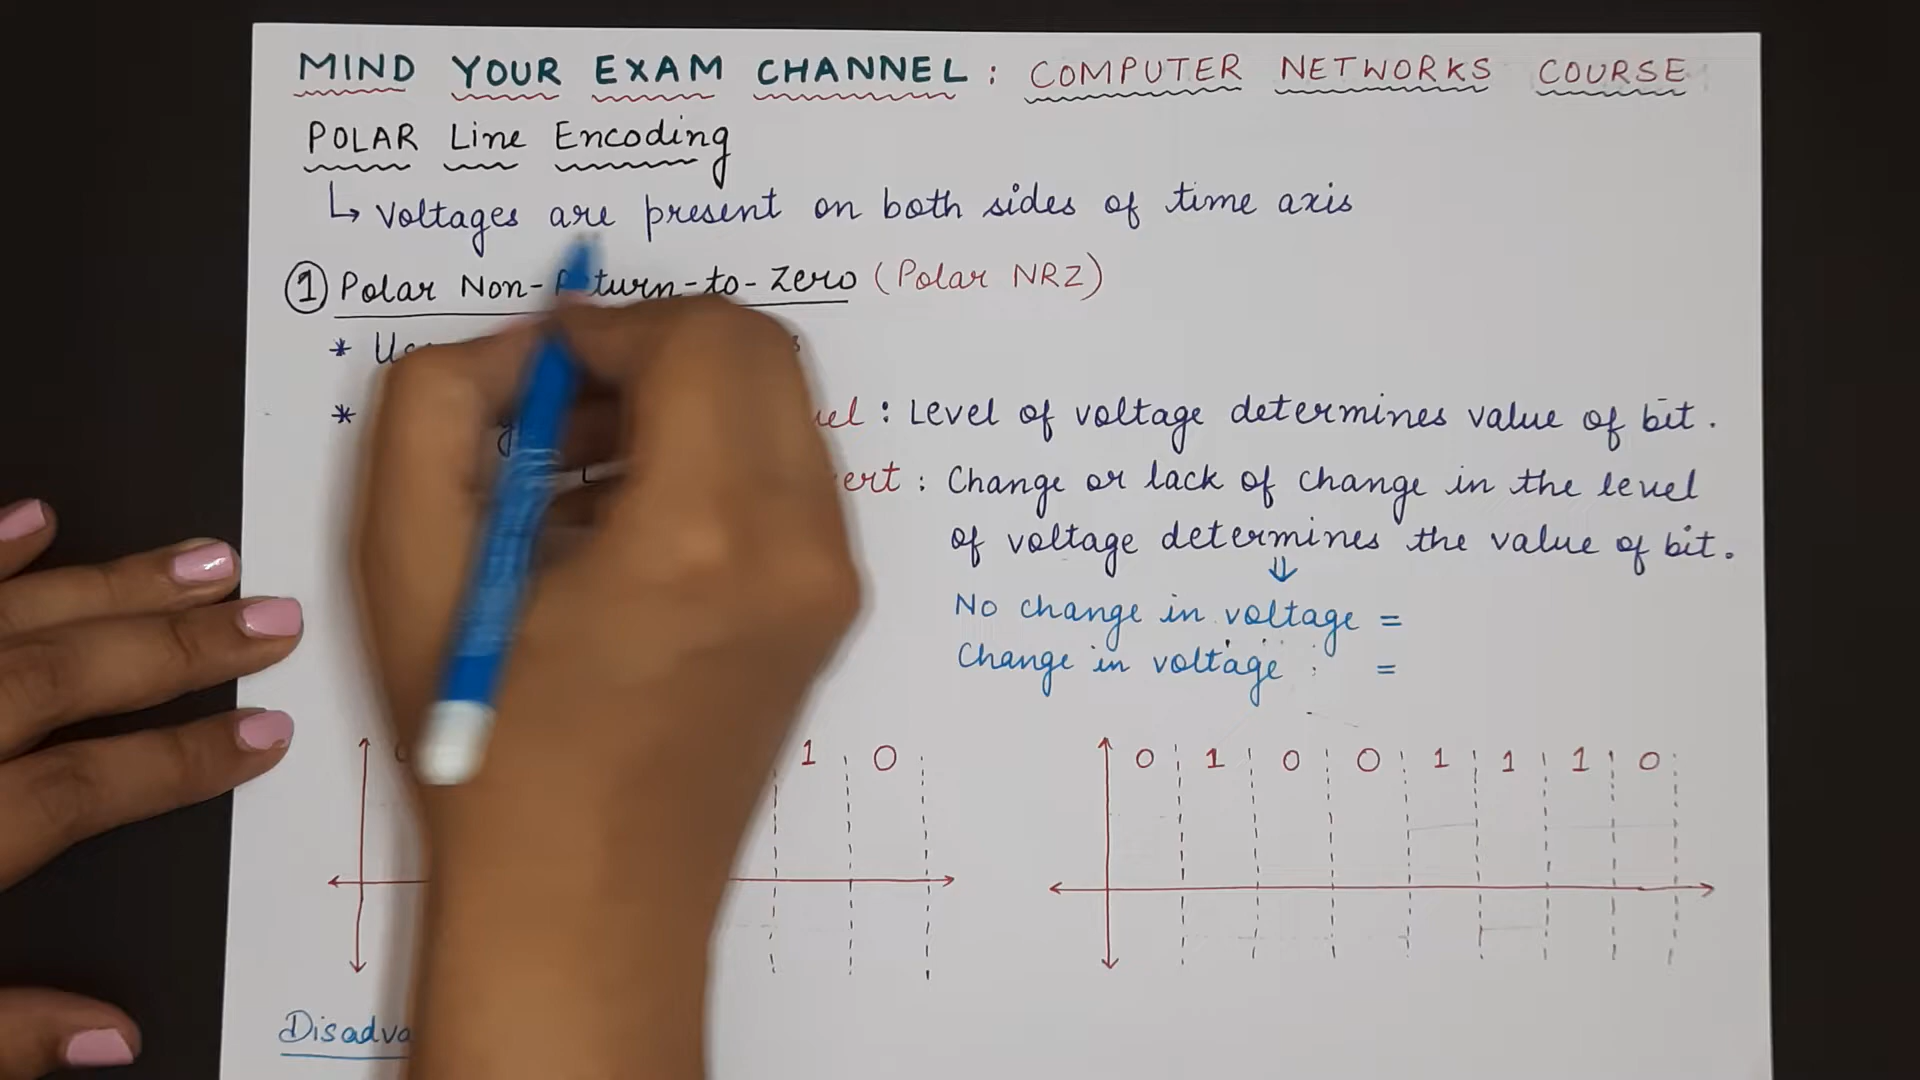 MIND YOUR EXAM CHANNEL : COMPUTER NETWORKS COURSE
POLAR Line Encoding
↳ Voltages are present on both sides of time axis
① Polar Non- turn-to-Zero (Polar NRZ)
*
* : Level of voltage determines value of bit.
: Change or lack of change in the level
of voltage determines the value of bit.
⇓
No change in voltage =
Change in voltage =
1 0
0 1 0 0 1 1 1 0